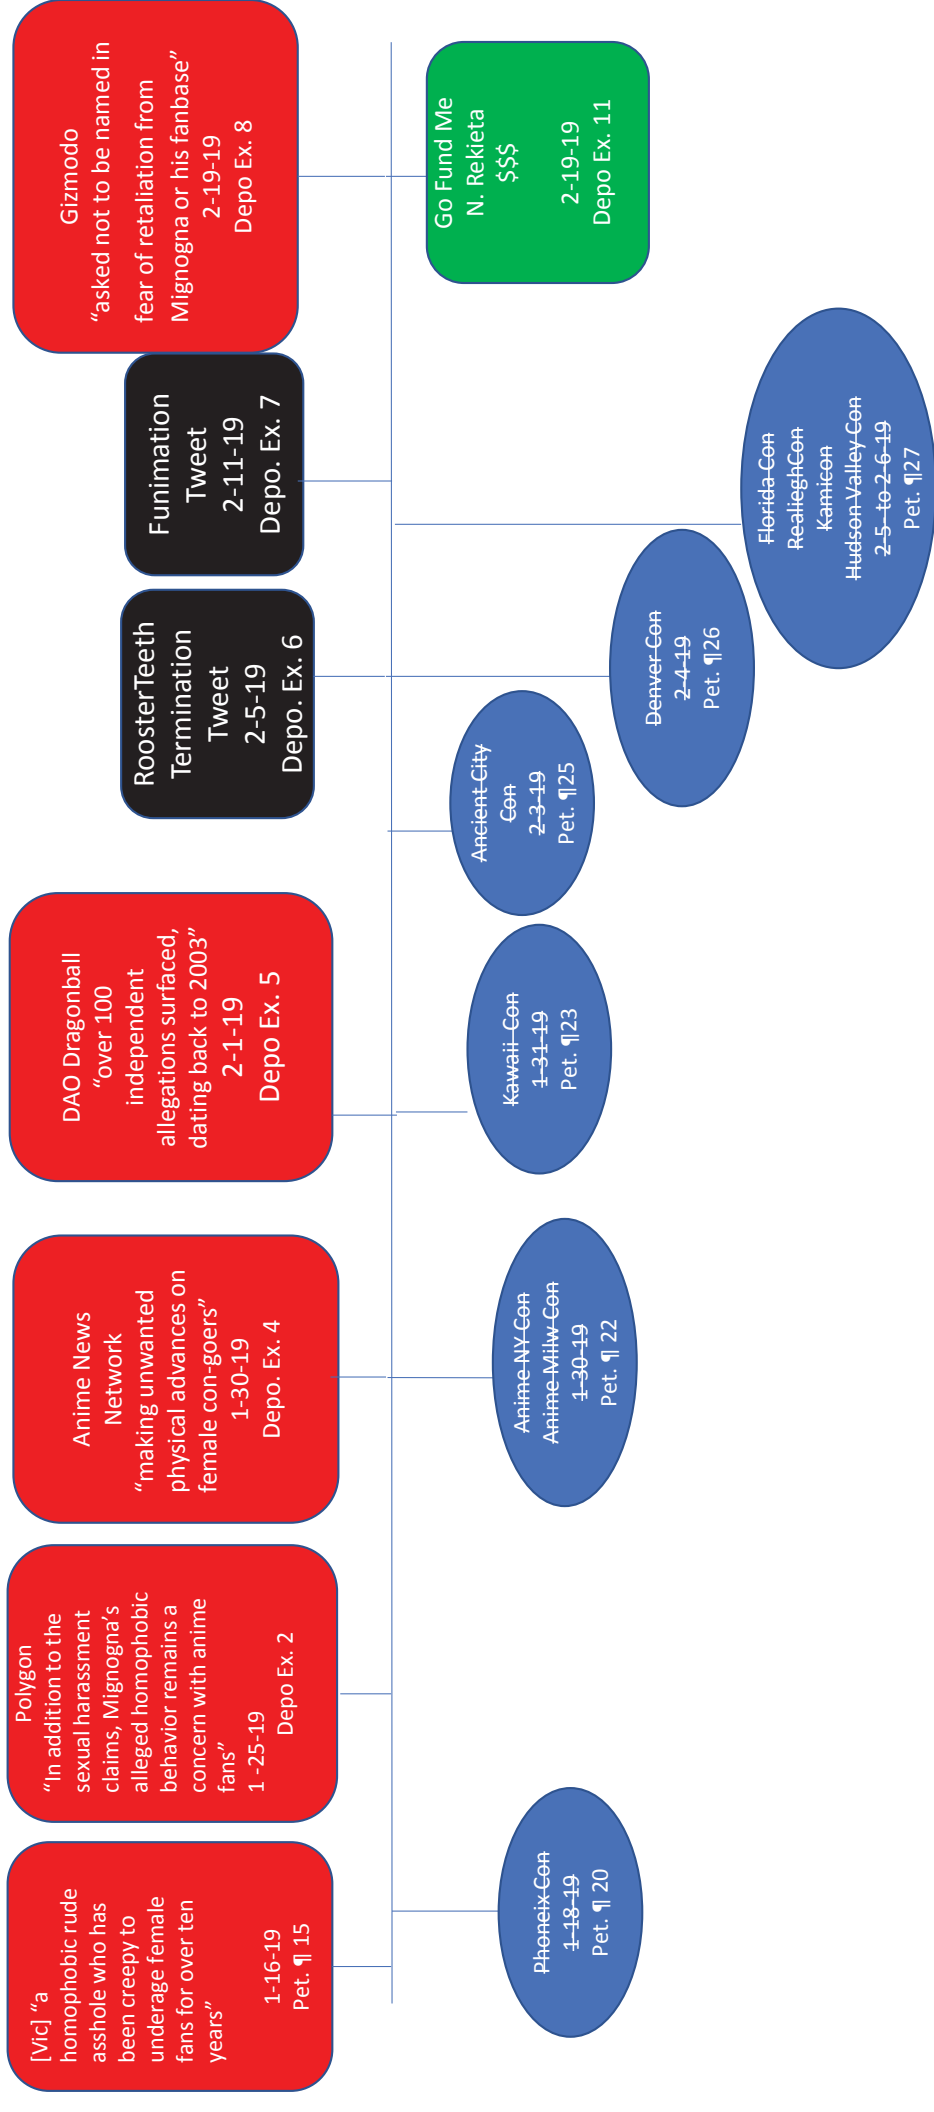 [Vic] “a
homophobic rude
asshole who has
been creepy to
underage female
fans for over ten
years”
1-16-19
Pet. ¶ 15
Polygon
“In addition to the
sexual harassment
claims, Mignogna’s
alleged homophobic
behavior remains a
concern with anime
fans”
1 -25-19
Depo Ex. 2
Anime News
Network
“making unwanted
physical advances on
female con-goers”
1-30-19
Depo. Ex. 4
DAO Dragonball
“over 100
independent
allegations surfaced,
dating back to 2003”
2-1-19
Depo Ex. 5
RoosterTeeth
Termination
Tweet
2-5-19
Depo. Ex. 6
Funimation
Tweet
2-11-19
Depo. Ex. 7
Gizmodo
“asked not to be named in
fear of retaliation from
Mignogna or his fanbase”
2-19-19
Depo Ex. 8
Phoneix Con
1-18-19
Pet. ¶ 20
Anime NY Con
Anime Milw Con
1-30-19
Pet. ¶ 22
Kawaii Con
1-31-19
Pet. ¶23
Ancient City
Con
2-3-19
Pet. ¶25
Denver Con
2-4-19
Pet. ¶26
Florida Con
RealieghCon
Kamicon
Hudson Valley Con
2-5- to 2-6-19
Pet. ¶27
Go Fund Me
N. Rekieta
$$$
2-19-19
Depo Ex. 11